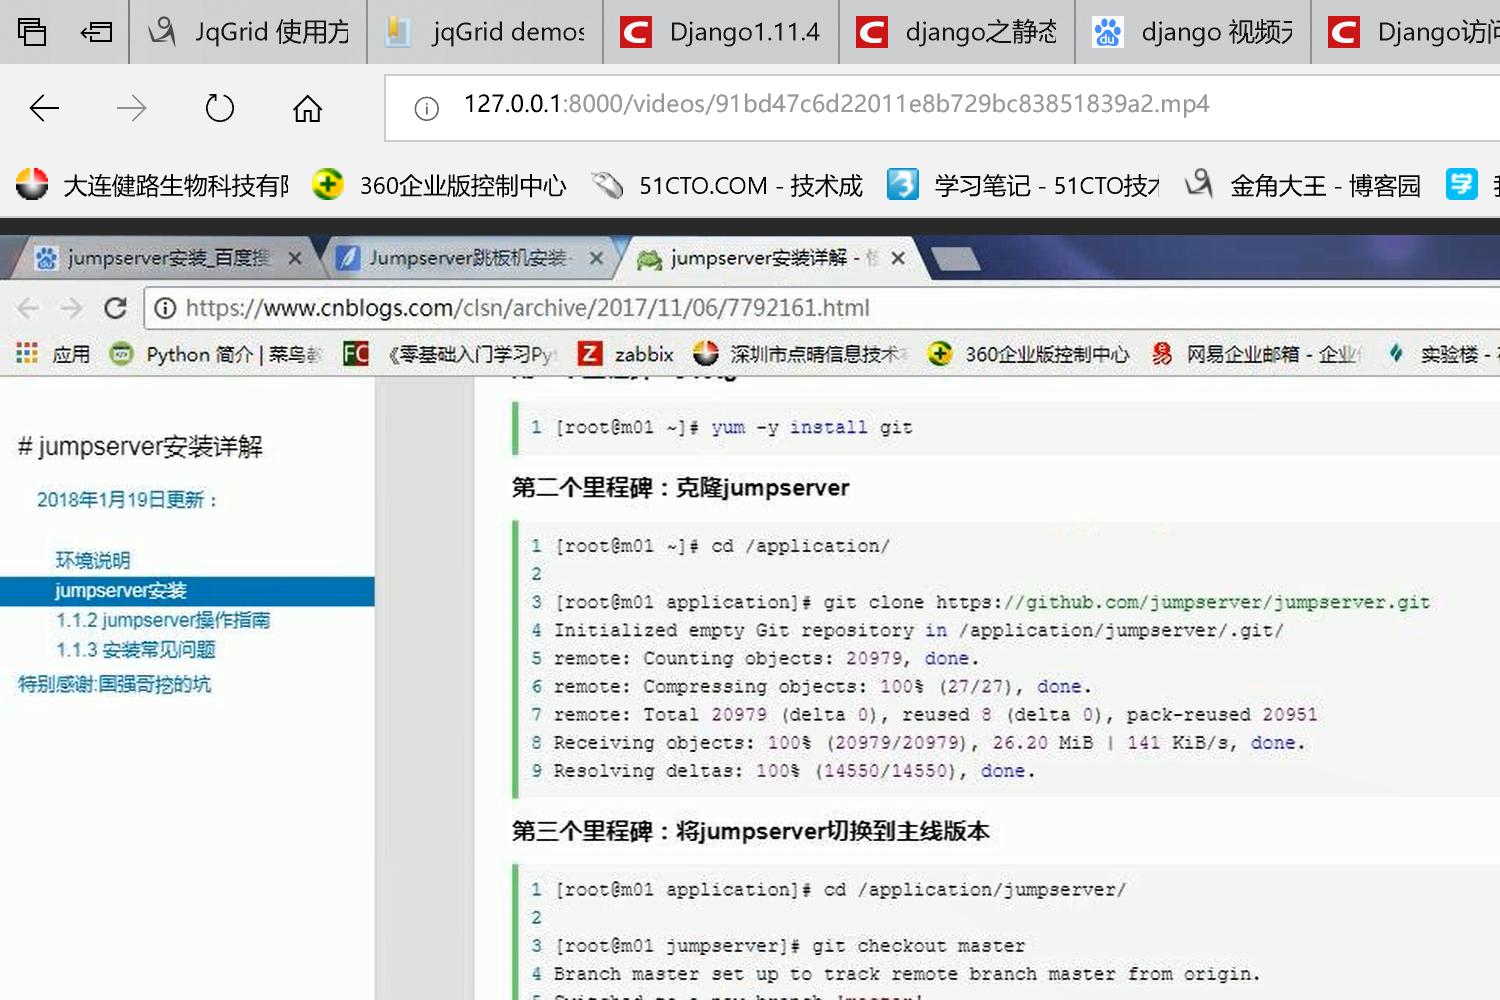 JqGrid 使用方
jqGrid demos
Django1.11.4
django之静态
django 视频无
Django访问
127.0.0.1:8000/videos/91bd47c6d22011e8b729bc83851839a2.mp4
大连健路生物科技有限
360企业版控制中心
51CTO.COM - 技术成
学习笔记 - 51CTO技术
金角大王 - 博客园
学
jumpserver安装_百度搜
Jumpserver跳板机安装-
jumpserver安装详解 -
https://www.cnblogs.com/clsn/archive/2017/11/06/7792161.html
应用
Python 简介 | 菜鸟教
FC
《零基础入门学习Py
Z
zabbix
深圳市点晴信息技术
360企业版控制中心
网易企业邮箱 - 企业
实验楼 -
# jumpserver安装详解
2018年1月19日更新：
环境说明
jumpserver安装
1.1.2 jumpserver操作指南
1.1.3 安装常见问题
特别感谢:国强哥挖的坑
1 [root@m01 ~]# yum -y install git
第二个里程碑：克隆jumpserver
1 [root@m01 ~]# cd /application/
2
3 [root@m01 application]# git clone https://github.com/jumpserver/jumpserver.git
4 Initialized empty Git repository in /application/jumpserver/.git/
5 remote: Counting objects: 20979, done.
6 remote: Compressing objects: 100% (27/27), done.
7 remote: Total 20979 (delta 0), reused 8 (delta 0), pack-reused 20951
8 Receiving objects: 100% (20979/20979), 26.20 MiB | 141 KiB/s, done.
9 Resolving deltas: 100% (14550/14550), done.
第三个里程碑：将jumpserver切换到主线版本
1 [root@m01 application]# cd /application/jumpserver/
2
3 [root@m01 jumpserver]# git checkout master
4 Branch master set up to track remote branch master from origin.
5 Switched to a new branch 'master'